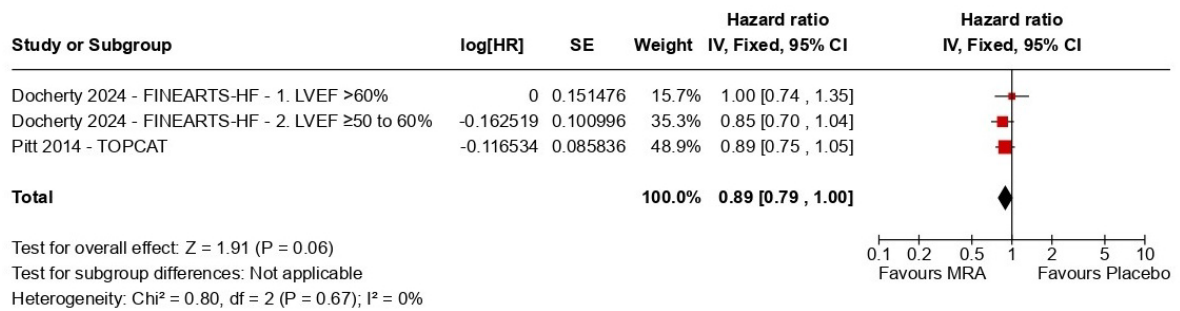 Hazard ratio Hazard ratio
Study or Subgroup log[HR] SE Weight IV, Fixed, 95% CI IV, Fixed, 95% CI
Docherty 2024 - FINEARTS-HF - 1. LVEF >60% 0 0.151476 15.7% 1.00 [0.74 , 1.35]
Docherty 2024 - FINEARTS-HF - 2. LVEF ≥50 to 60% -0.162519 0.100996 35.3% 0.85 [0.70 , 1.04]
Pitt 2014 - TOPCAT -0.116534 0.085836 48.9% 0.89 [0.75 , 1.05]
Total 100.0% 0.89 [0.79 , 1.00]
Test for overall effect: Z = 1.91 (P = 0.06)
Test for subgroup differences: Not applicable
Heterogeneity: Chi² = 0.80, df = 2 (P = 0.67); I² = 0%
0.1 0.2 0.5 1 2 5 10
Favours MRA Favours Placebo